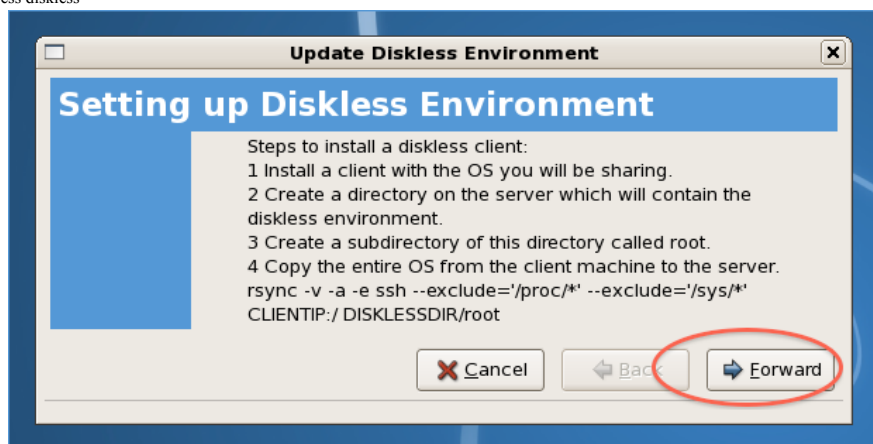 Update Diskless Environment
Setting up Diskless Environment
Steps to install a diskless client:
1 Install a client with the OS you will be sharing.
2 Create a directory on the server which will contain the
diskless environment.
3 Create a subdirectory of this directory called root.
4 Copy the entire OS from the client machine to the server.
rsync -v -a -e ssh --exclude='/proc/*' --exclude='/sys/*'
CLIENTIP:/ DISKLESSDIR/root
Cancel Back Forward